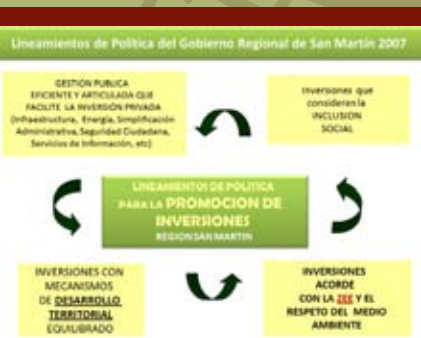 Lineamientos de Política del Gobierno Regional de San Martín 2007
GESTION PUBLICA
EFICIENTE Y ARTICULADA QUE
FACILITE LA INVERSIÓN PRIVADA
(Infraestructura, Energía, Simplificación
Administrativa, Seguridad Ciudadana,
Servicios de Información, etc)
Inversiones que
consideren la
INCLUSION
SOCIAL
LINEAMIENTOS DE POLITICA
PARA LA PROMOCION DE
INVERSIONES
REGION SAN MARTIN
INVERSIONES CON
MECANISMOS
DE DESARROLLO
TERRITORIAL
EQUILIBRADO
INVERSIONES
ACORDE
CON LA ZEE Y EL
RESPETO DEL MEDIO
AMBIENTE